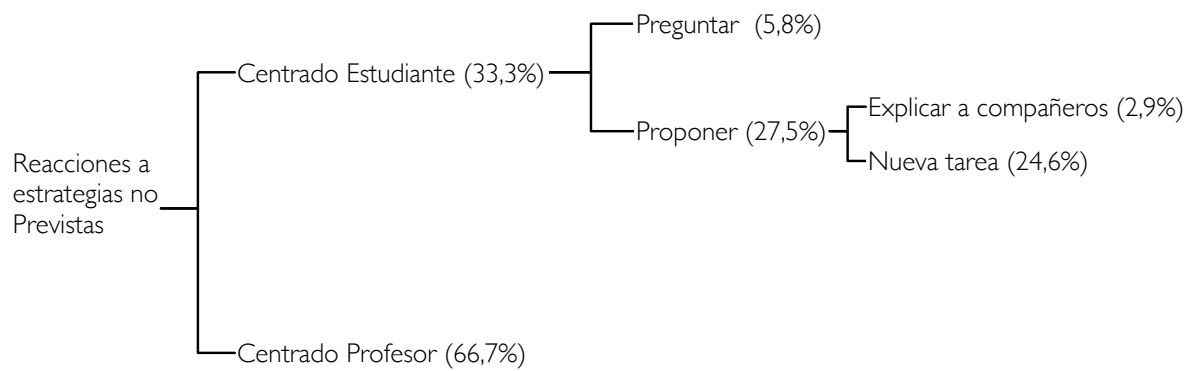 Preguntar (5,8%)
Centrado Estudiante (33,3%)
Explicar a compañeros (2,9%)
Proponer (27,5%)
Nueva tarea (24,6%)
Reacciones a
estrategias no
Previstas
Centrado Profesor (66,7%)